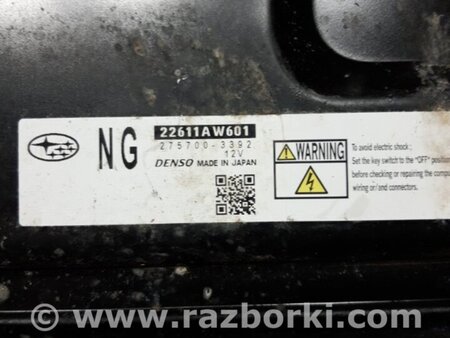 NG
22611AW601
275700-3392
12V
DENSO MADE IN JAPAN
WARNING
To avoid electric shock;
Set the key switch to the "OFF" position
before checking or repairing the
wiring or/and connectors.
www.razborki.com